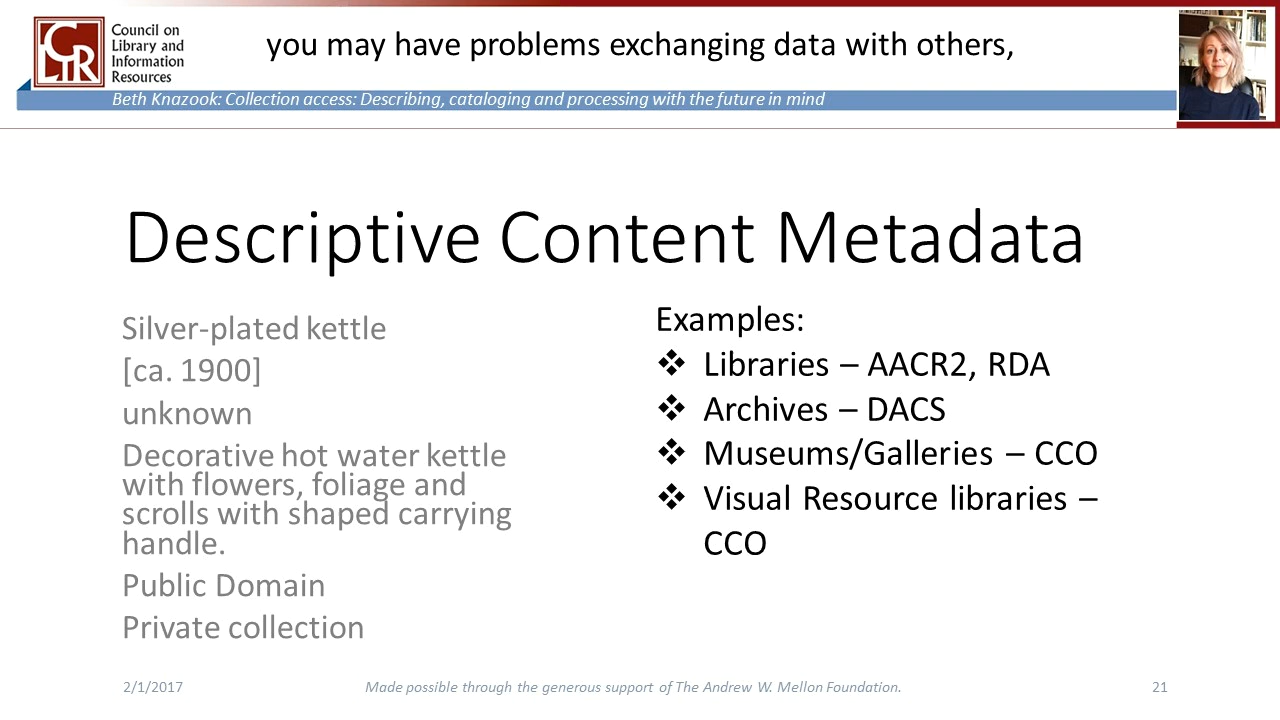 Council on
Library and
Information
Resources
CLIR
you may have problems exchanging data with others,
Beth Knazook: Collection access: Describing, cataloging and processing with the future in mind
Descriptive Content Metadata
Silver-plated kettle
[ca. 1900]
unknown
Decorative hot water kettle
with flowers, foliage and
scrolls with shaped carrying
handle.
Public Domain
Private collection
Examples:
❖ Libraries – AACR2, RDA
❖ Archives – DACS
❖ Museums/Galleries – CCO
❖ Visual Resource libraries –
CCO
2/1/2017
Made possible through the generous support of The Andrew W. Mellon Foundation.
21